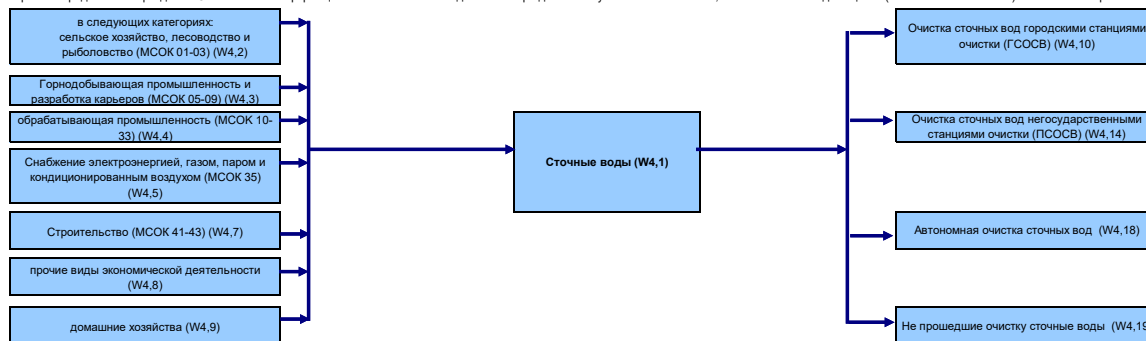 в следующих категориях:
сельское хозяйство, лесоводство и
рыболовство (МСОК 01-03) (W4,2)
Горнодобывающая промышленность и
разработка карьеров (МСОК 05-09) (W4,3)
обрабатывающая промышленность (МСОК 10-
33) (W4,4)
Снабжение электроэнергией, газом, паром и
кондиционированным воздухом (МСОК 35)
(W4,5)
Строительство (МСОК 41-43) (W4,7)
прочие виды экономической деятельности
(W4,8)
домашние хозяйства (W4,9)
Сточные воды (W4,1)
Очистка сточных вод городскими станциями
очистки (ГСОСВ) (W4,10)
Очистка сточных вод негосударственными
станциями очистки (ПСОСВ) (W4,14)
Автономная очистка сточных вод (W4,18)
Не прошедшие очистку сточные воды (W4,19